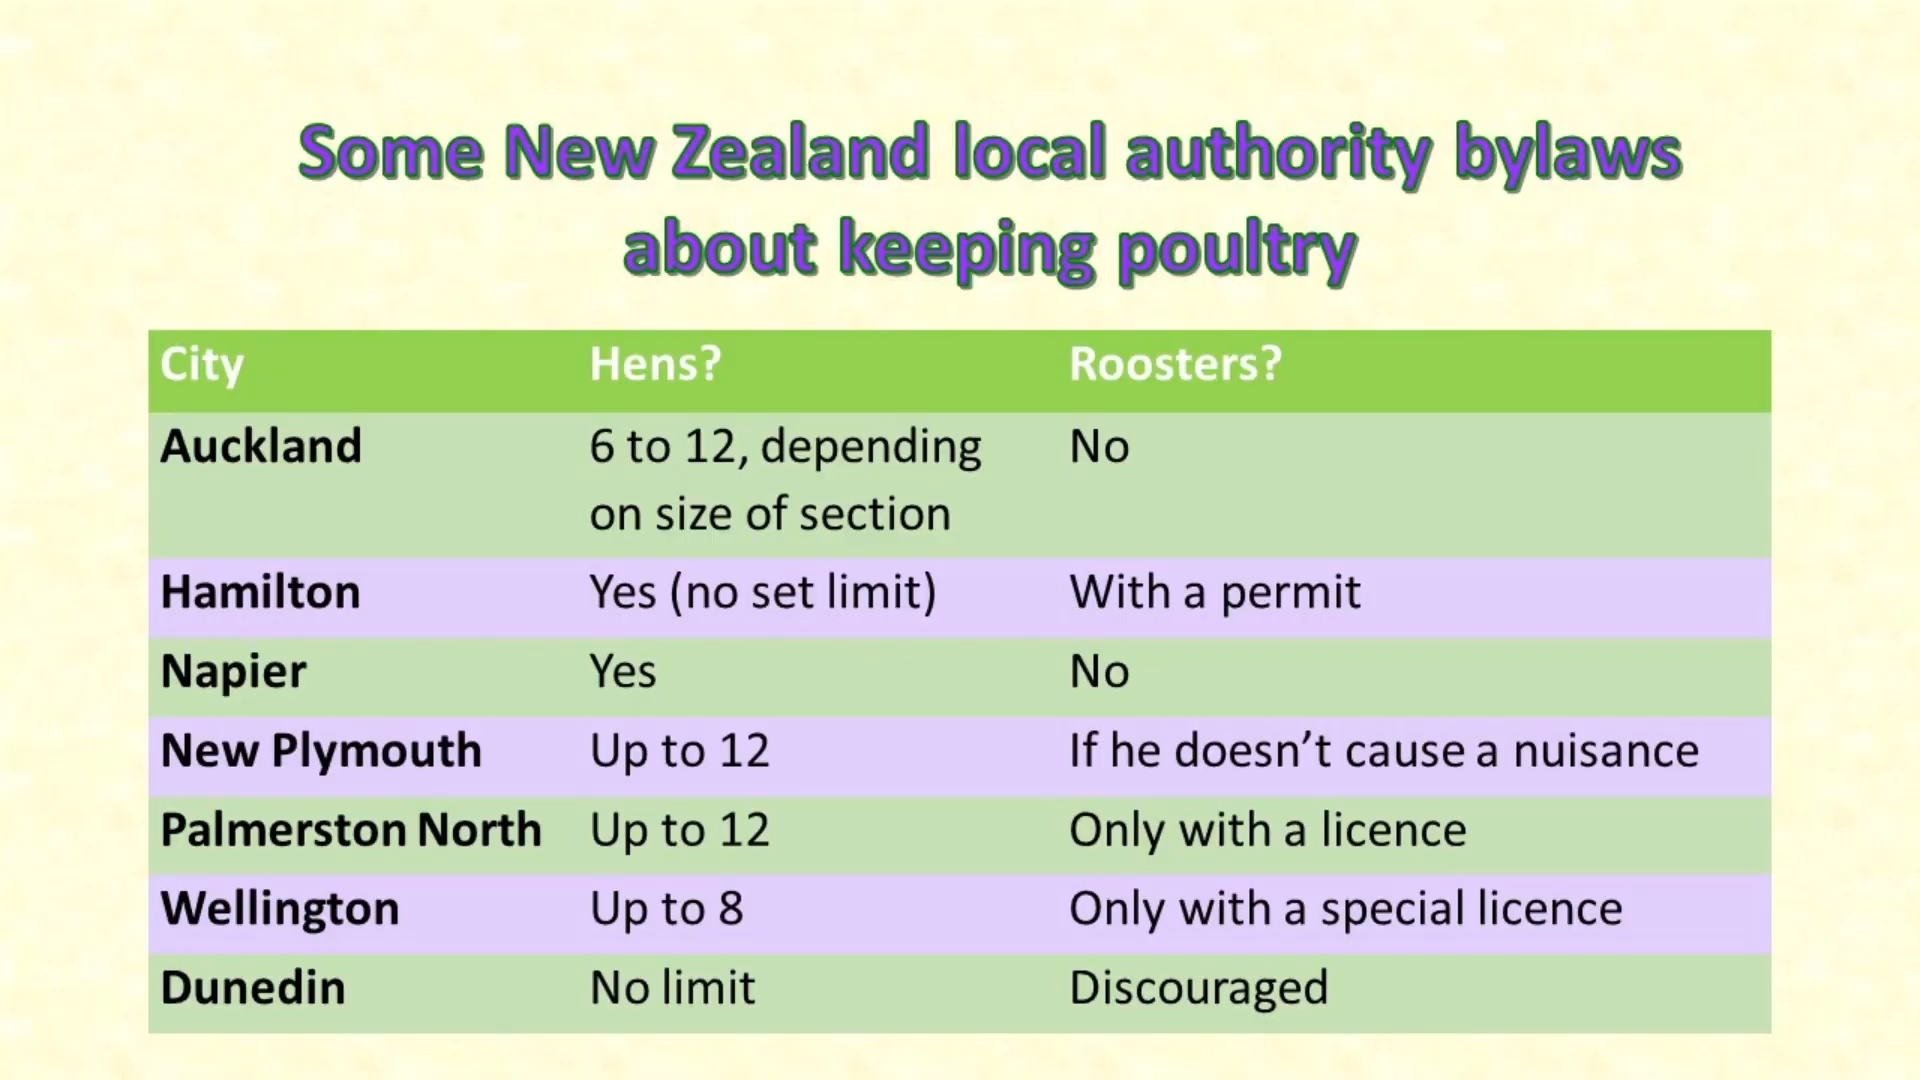 Some New Zealand local authority bylaws
about keeping poultry
City Hens? Roosters?
Auckland 6 to 12, depending No
on size of section
Hamilton Yes (no set limit) With a permit
Napier Yes No
New Plymouth Up to 12 If he doesn’t cause a nuisance
Palmerston North Up to 12 Only with a licence
Wellington Up to 8 Only with a special licence
Dunedin No limit Discouraged